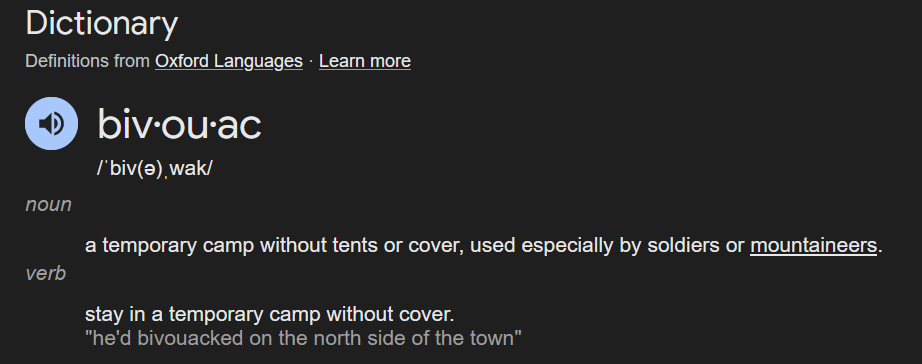 Dictionary
Definitions from Oxford Languages · Learn more
biv·ou·ac
/ˈbiv(ə)ˌwak/
noun
a temporary camp without tents or cover, used especially by soldiers or mountaineers.
verb
stay in a temporary camp without cover.
"he'd bivouacked on the north side of the town"